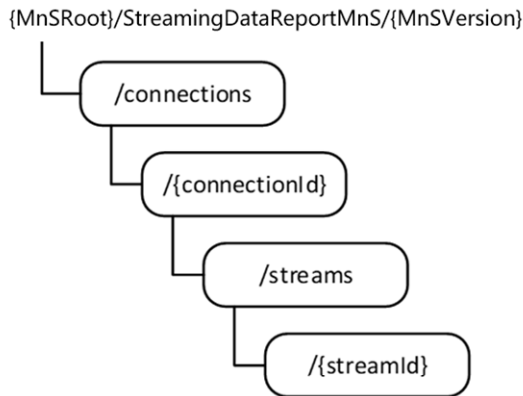 {MnSRoot}/StreamingDataReportMnS/{MnSVersion}
/connections
/{connectionId}
/streams
/{streamId}